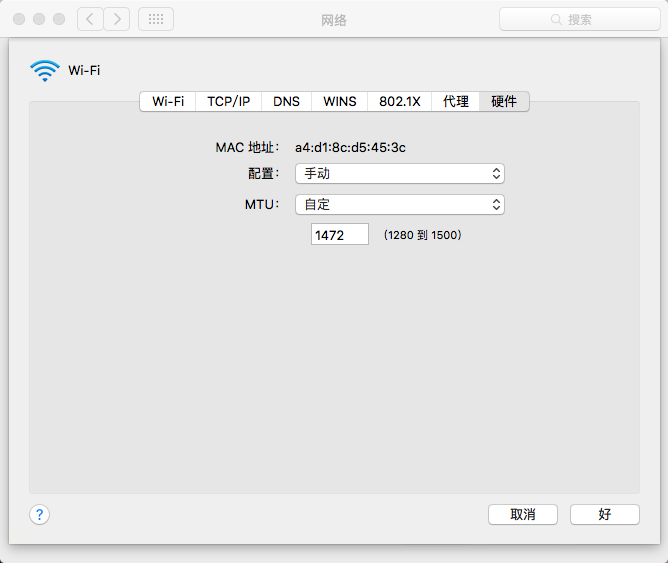 网络
搜索
Wi-Fi
Wi-Fi TCP/IP DNS WINS 802.1X 代理 硬件
MAC 地址： a4:d1:8c:d5:45:3c
配置： 手动
MTU： 自定
1472 （1280 到 1500）
? 取消 好